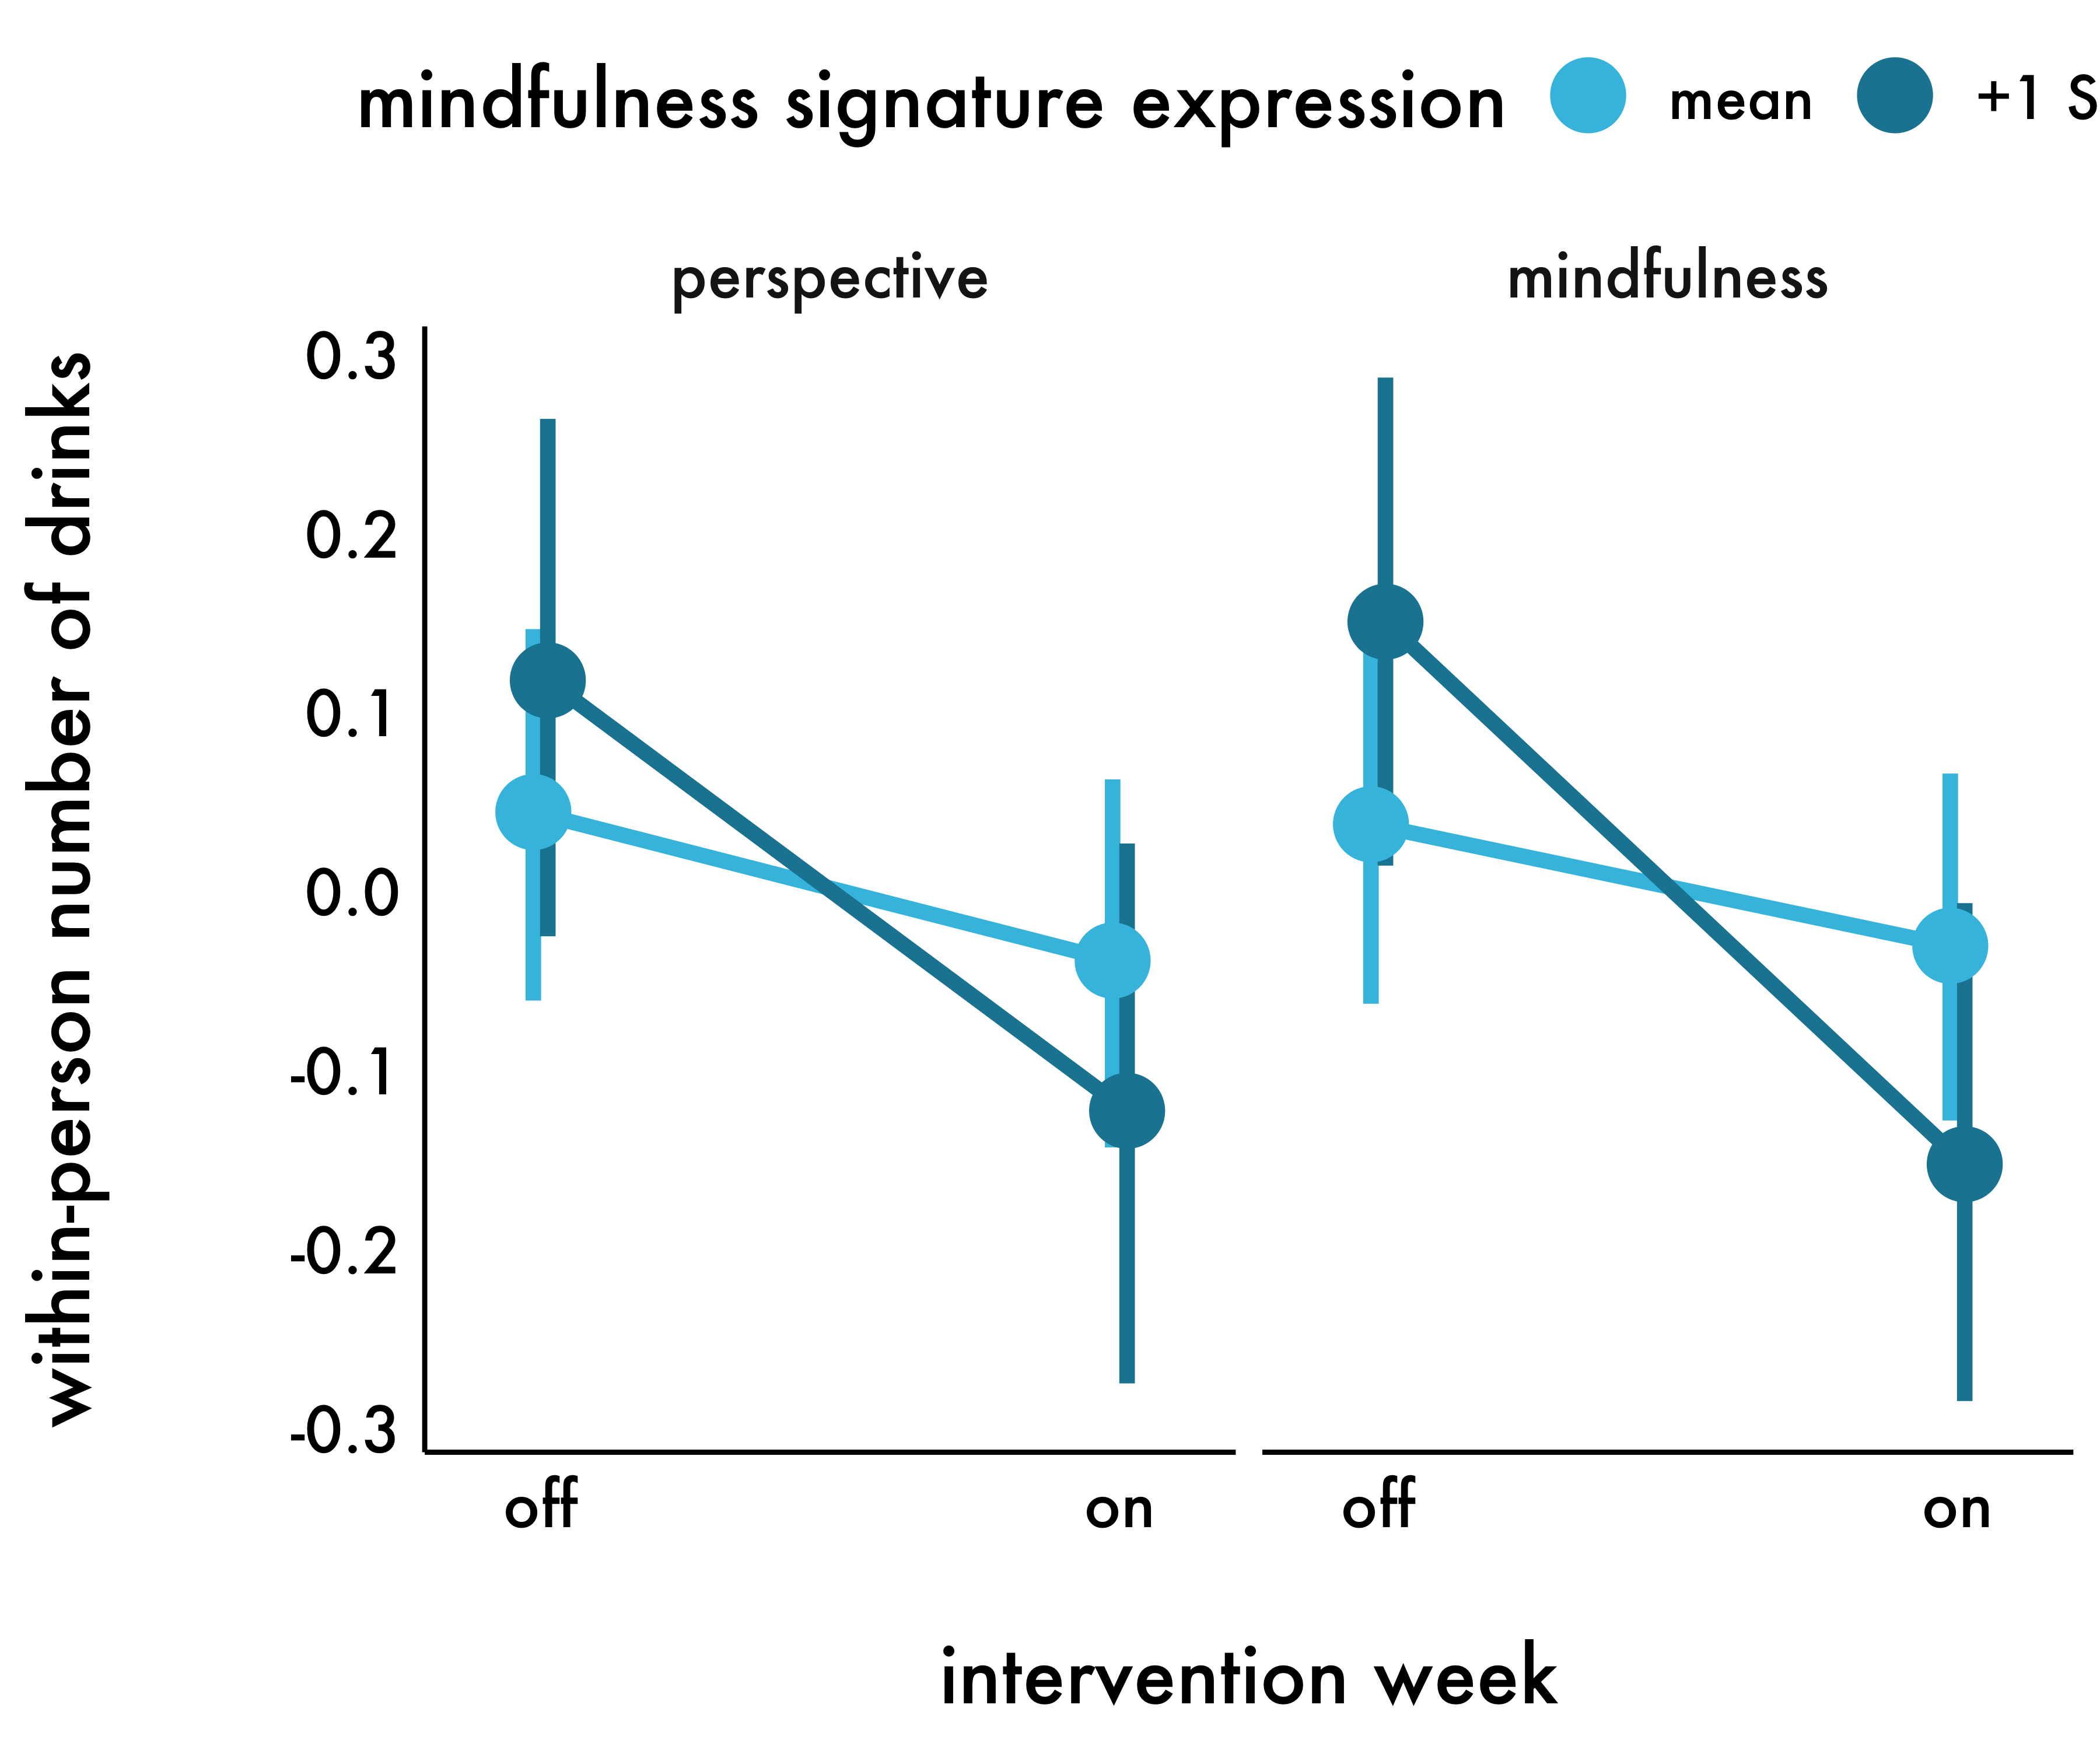 mindfulness signature expression mean +1 S
perspective mindfulness
within-person number of drinks
0.3
0.2
0.1
0.0
-0.1
-0.2
-0.3
off on off on
intervention week